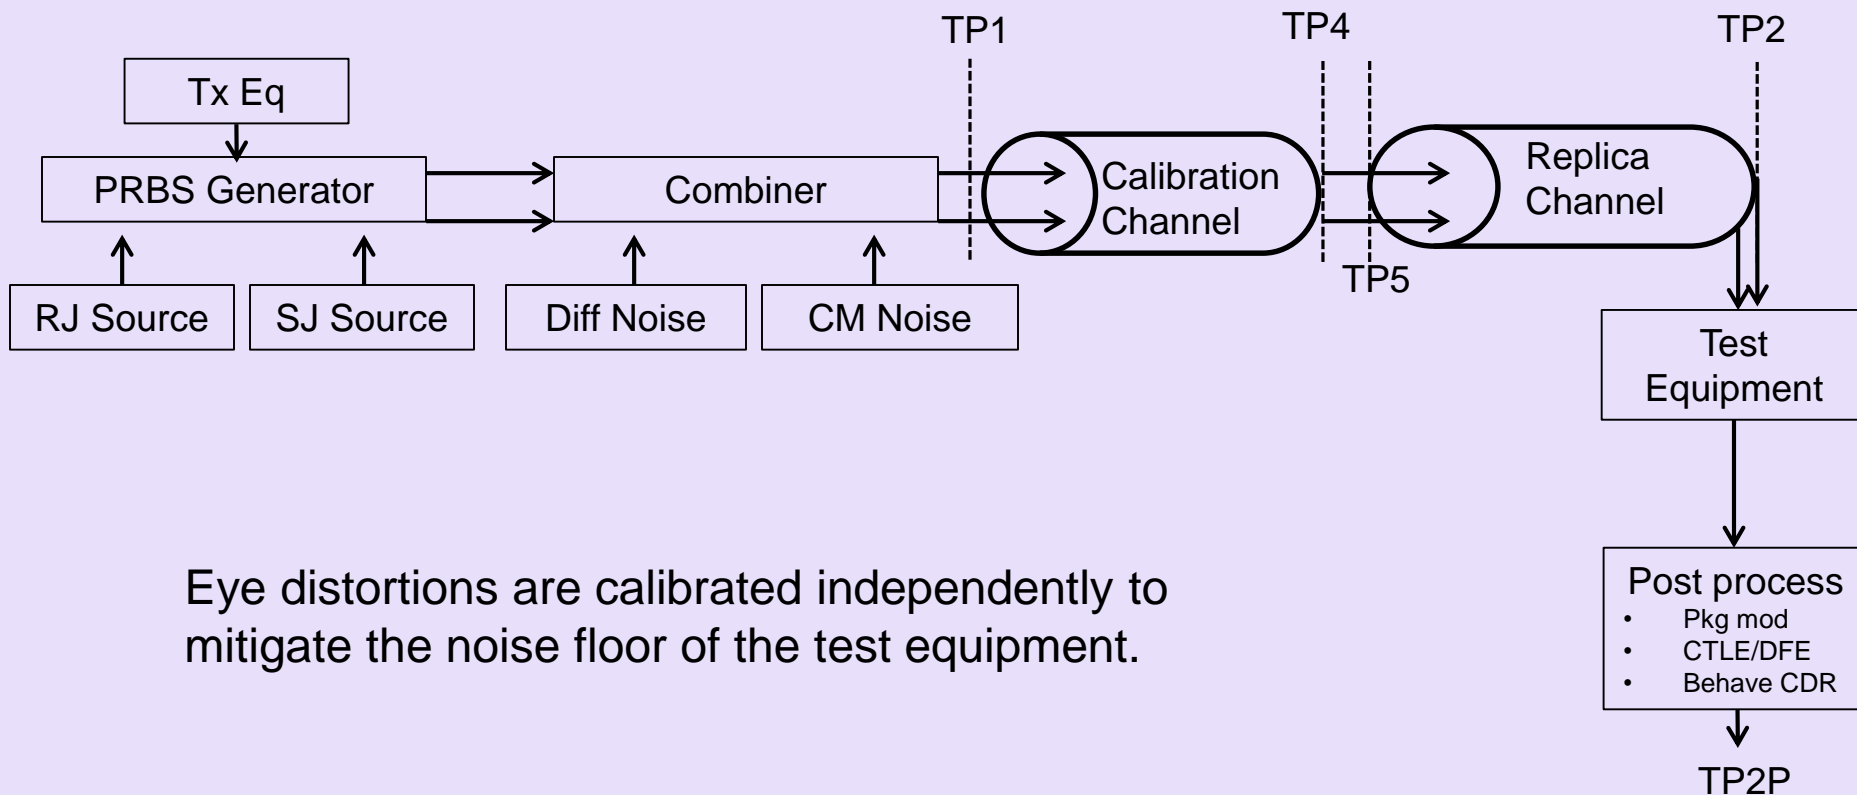 TP1
TP4
TP2
Tx Eq
PRBS Generator
Combiner
Calibration
Channel
Replica
Channel
TP5
RJ Source
SJ Source
Diff Noise
CM Noise
Test
Equipment
Eye distortions are calibrated independently to
mitigate the noise floor of the test equipment.
Post process
• Pkg mod
• CTLE/DFE
• Behave CDR
TP2P